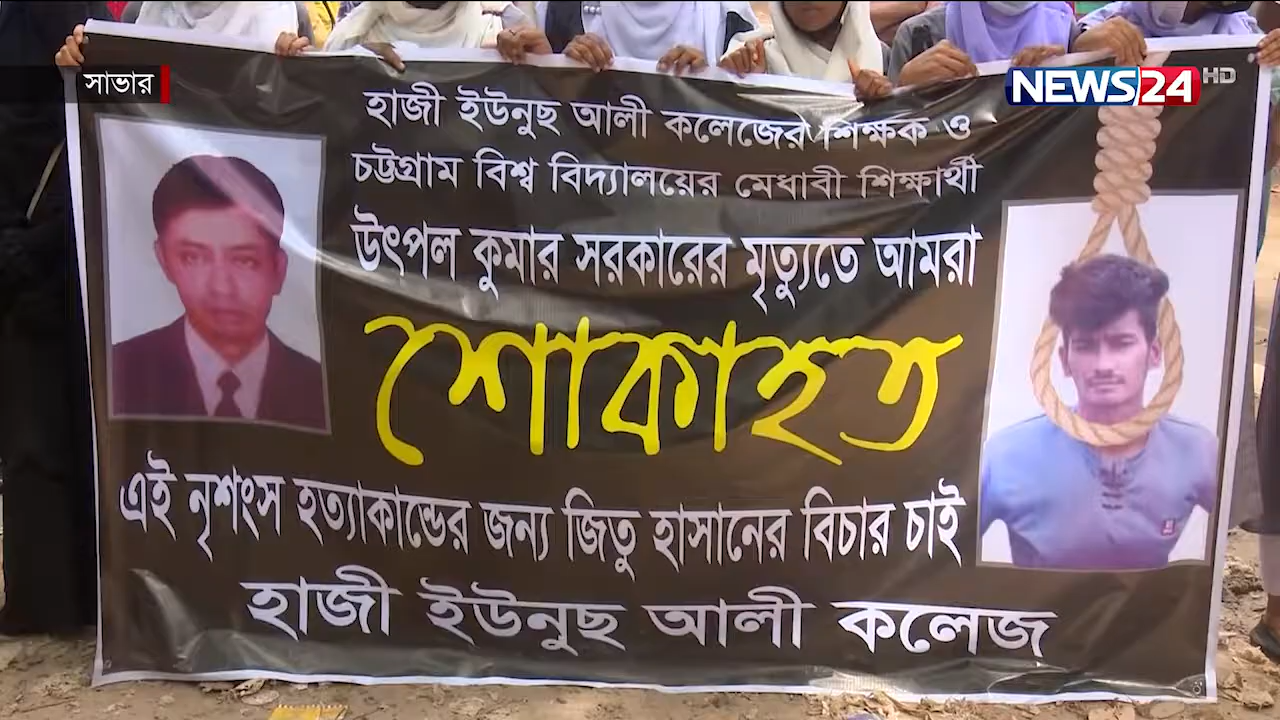 সাভার
NEWS24 HD
হাজী ইউনুছ আলী কলেজের শিক্ষক ও
চট্টগ্রাম বিশ্ব বিদ্যালয়ের মেধাবী শিক্ষার্থী
উৎপল কুমার সরকারের মৃত্যুতে আমরা
শোকাহত
এই নৃশংস হত্যাকান্ডের জন্য জিতু হাসানের বিচার চাই
হাজী ইউনুছ আলী কলেজ